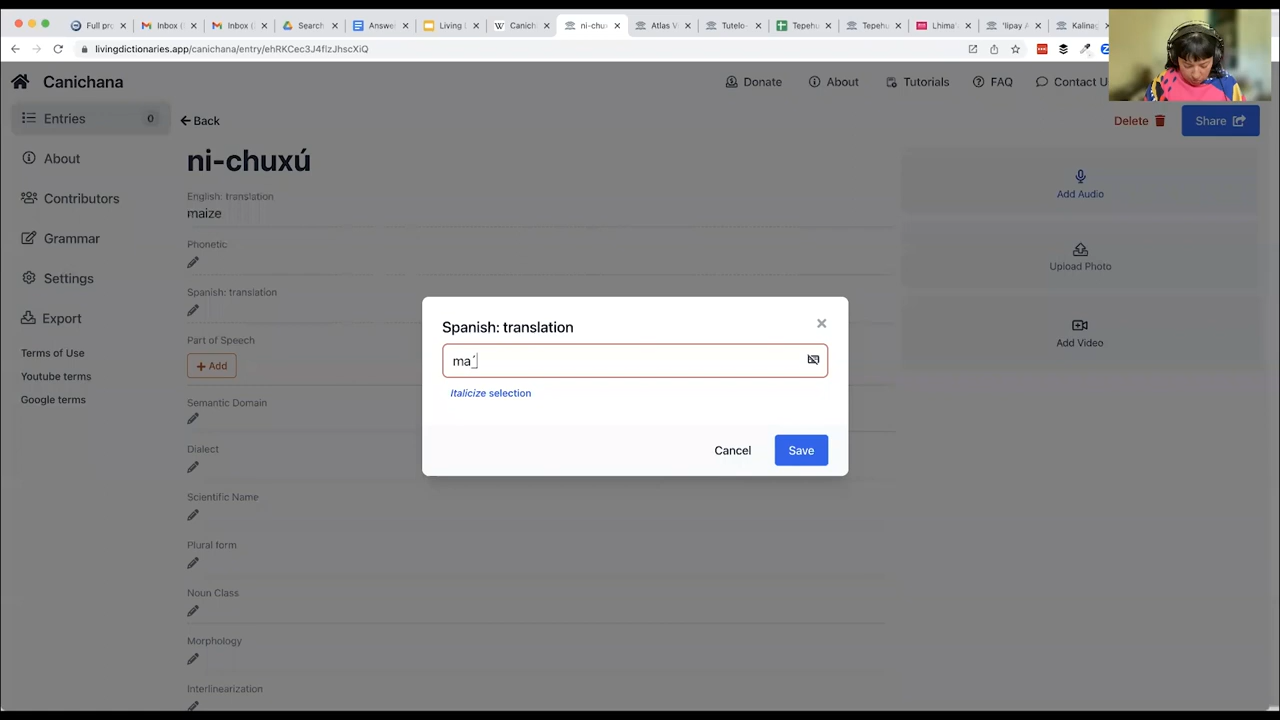 Full pr
Inbox (
Inbox (
Search
Answe
Living
Canich
ni-chux
Atlas V
Tutelo-
Tepehu
Tepehu
Lhima'
'Iipay
Kalinag
livingdictionaries.app/canichana/entry/ehRKCec3J4flzJhscXiQ
Canichana
Donate
About
Tutorials
FAQ
Contact U
Entries 0
Back
Delete
Share
About
Contributors
Grammar
Settings
Export
Terms of Use
Youtube terms
Google terms
ni-chuxú
English: translation
maize
Phonetic
Spanish: translation
Part of Speech
+ Add
Semantic Domain
Dialect
Scientific Name
Plural form
Noun Class
Morphology
Interlinearization
Add Audio
Upload Photo
Add Video
Spanish: translation
ma´
Italicize selection
Cancel
Save